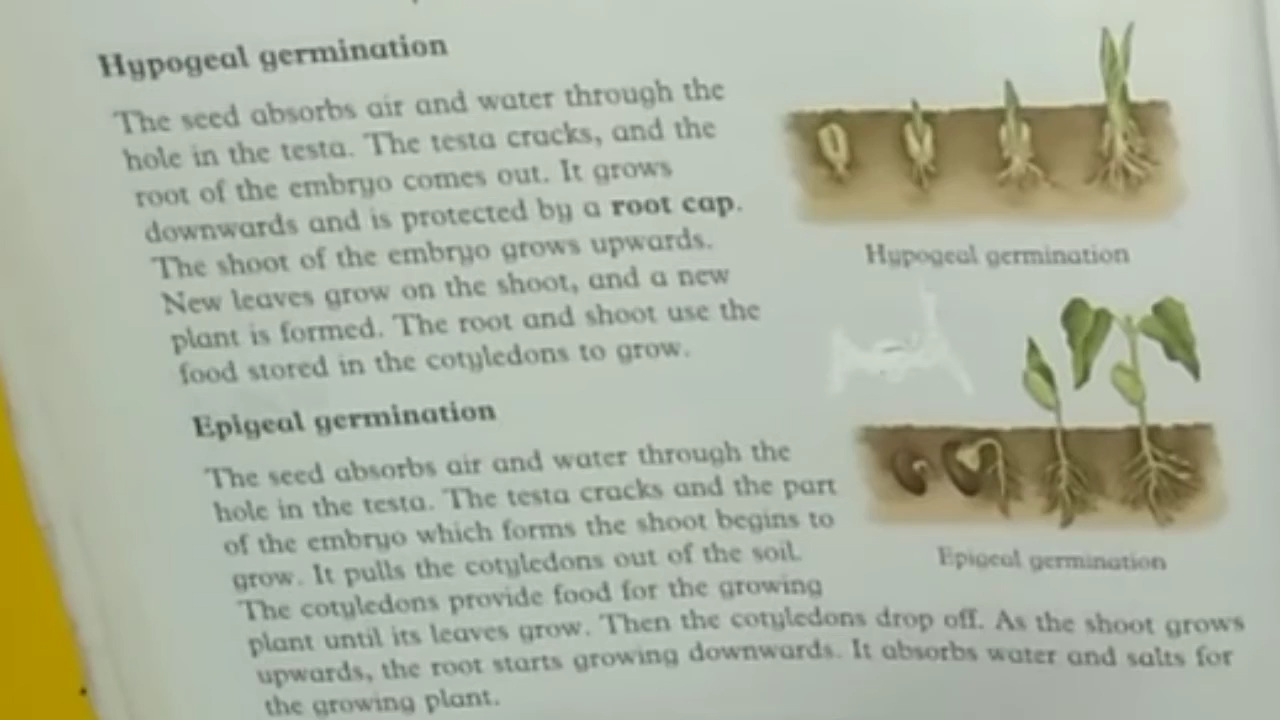 Hypogeal germination
The seed absorbs air and water through the
hole in the testa. The testa cracks, and the
root of the embryo comes out. It grows
downwards and is protected by a root cap.
The shoot of the embryo grows upwards.
New leaves grow on the shoot, and a new
plant is formed. The root and shoot use the
food stored in the cotyledons to grow.
Hypogeal germination
Epigeal germination
The seed absorbs air and water through the
hole in the testa. The testa cracks and the part
of the embryo which forms the shoot begins to
grow. It pulls the cotyledons out of the soil.
The cotyledons provide food for the growing
plant until its leaves grow. Then the cotyledons drop off. As the shoot grows
upwards, the root starts growing downwards. It absorbs water and salts for
the growing plant.
Epigeal germination